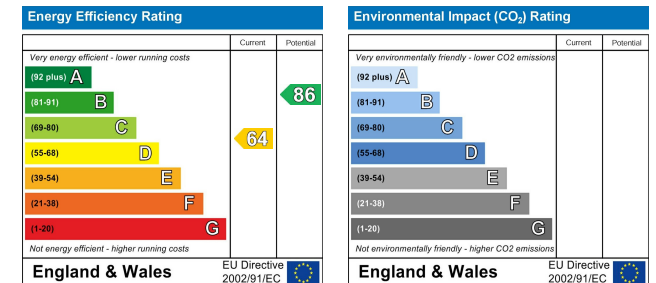 Energy Efficiency Rating
Current Potential
Very energy efficient - lower running costs
(92 plus) A
(81-91) B
86
(69-80) C
64
(55-68) D
(39-54) E
(21-38) F
(1-20) G
Not energy efficient - higher running costs
England & Wales
EU Directive
2002/91/EC
Environmental Impact (CO₂) Rating
Current Potential
Very environmentally friendly - lower CO2 emissions
(92 plus) A
(81-91) B
(69-80) C
(55-68) D
(39-54) E
(21-38) F
(1-20) G
Not environmentally friendly - higher CO2 emissions
England & Wales
EU Directive
2002/91/EC